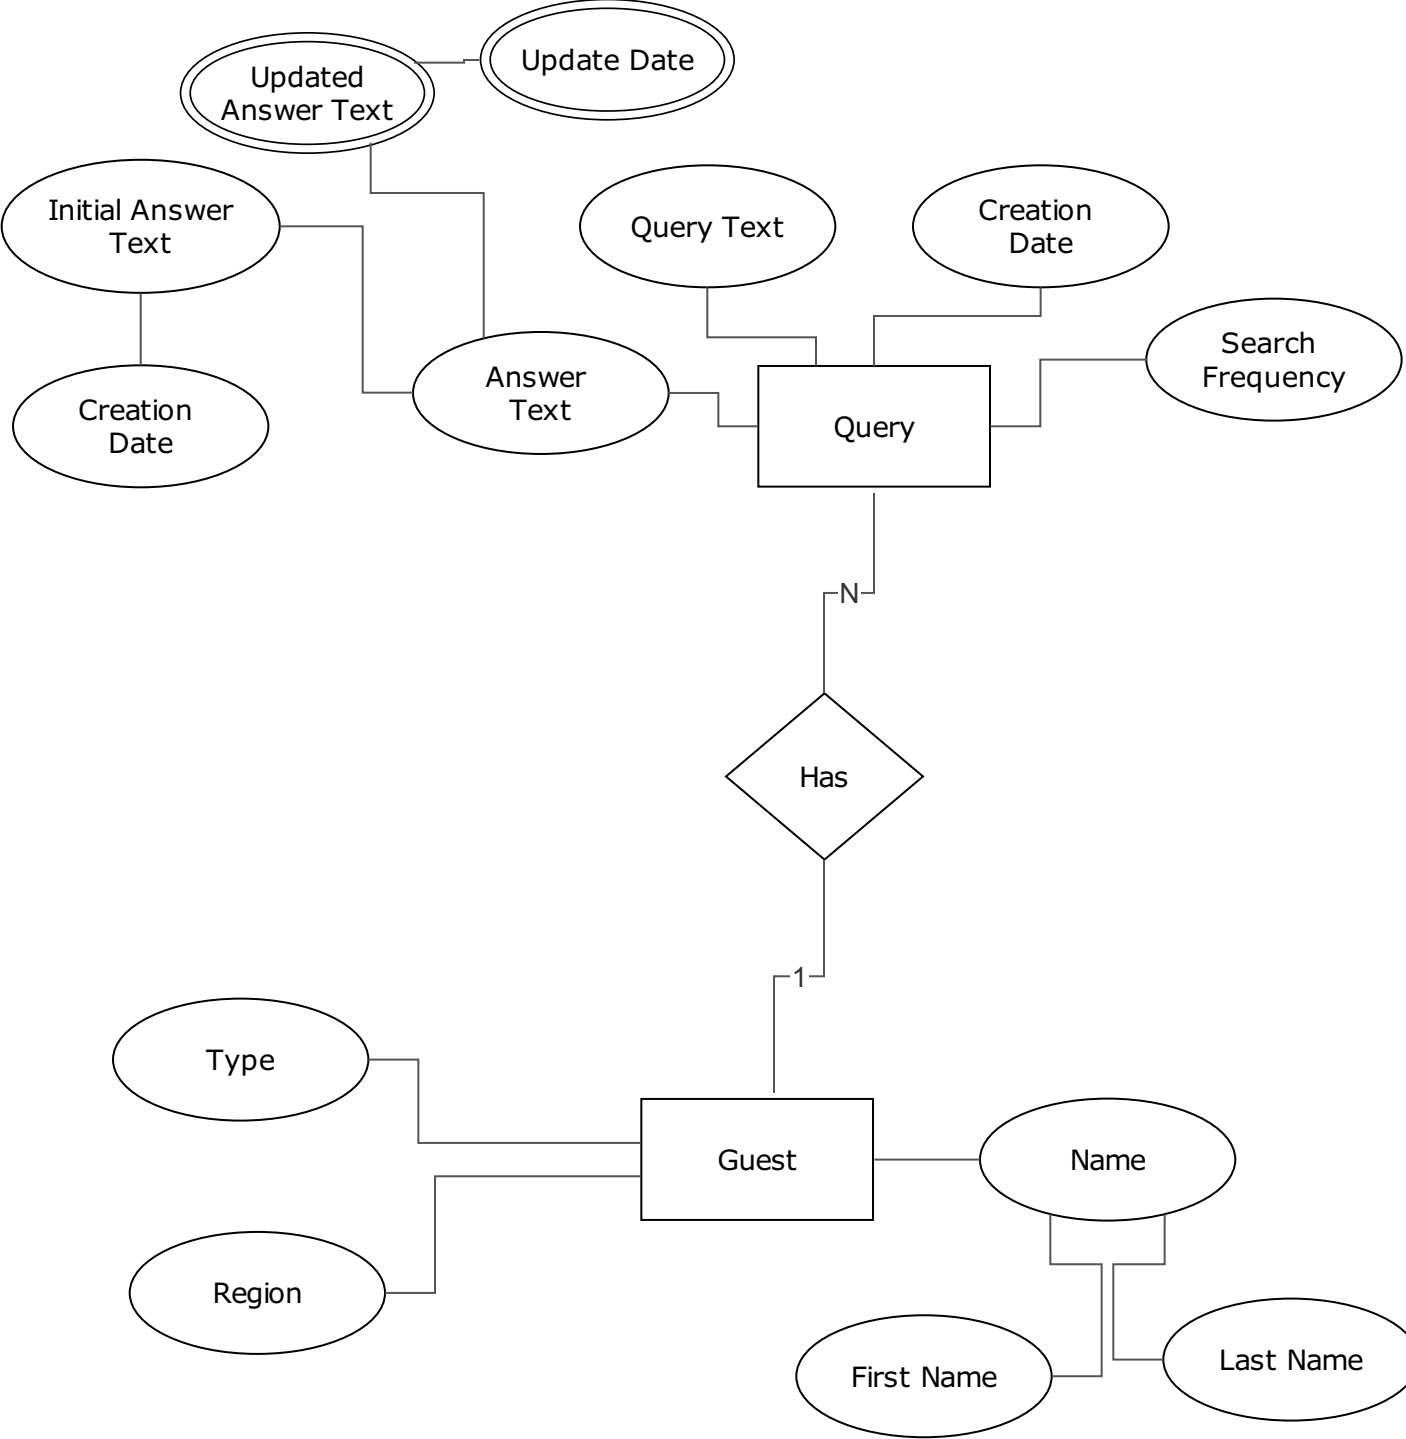 Update Date
Updated
Answer Text
Initial Answer
Text
Query Text
Creation
Date
Search
Frequency
Answer
Text
Creation
Date
Query
N
Has
1
Type
Guest
Name
Region
First Name
Last Name